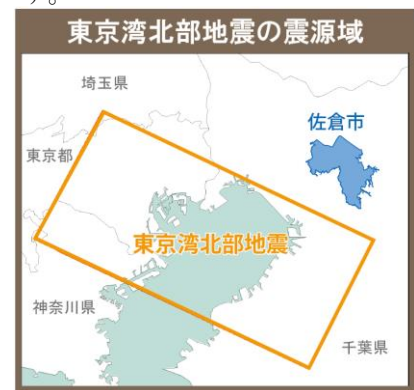 す。
東京湾北部地震の震源域
埼玉県
佐倉市
東京都
東京湾北部地震
神奈川県
千葉県